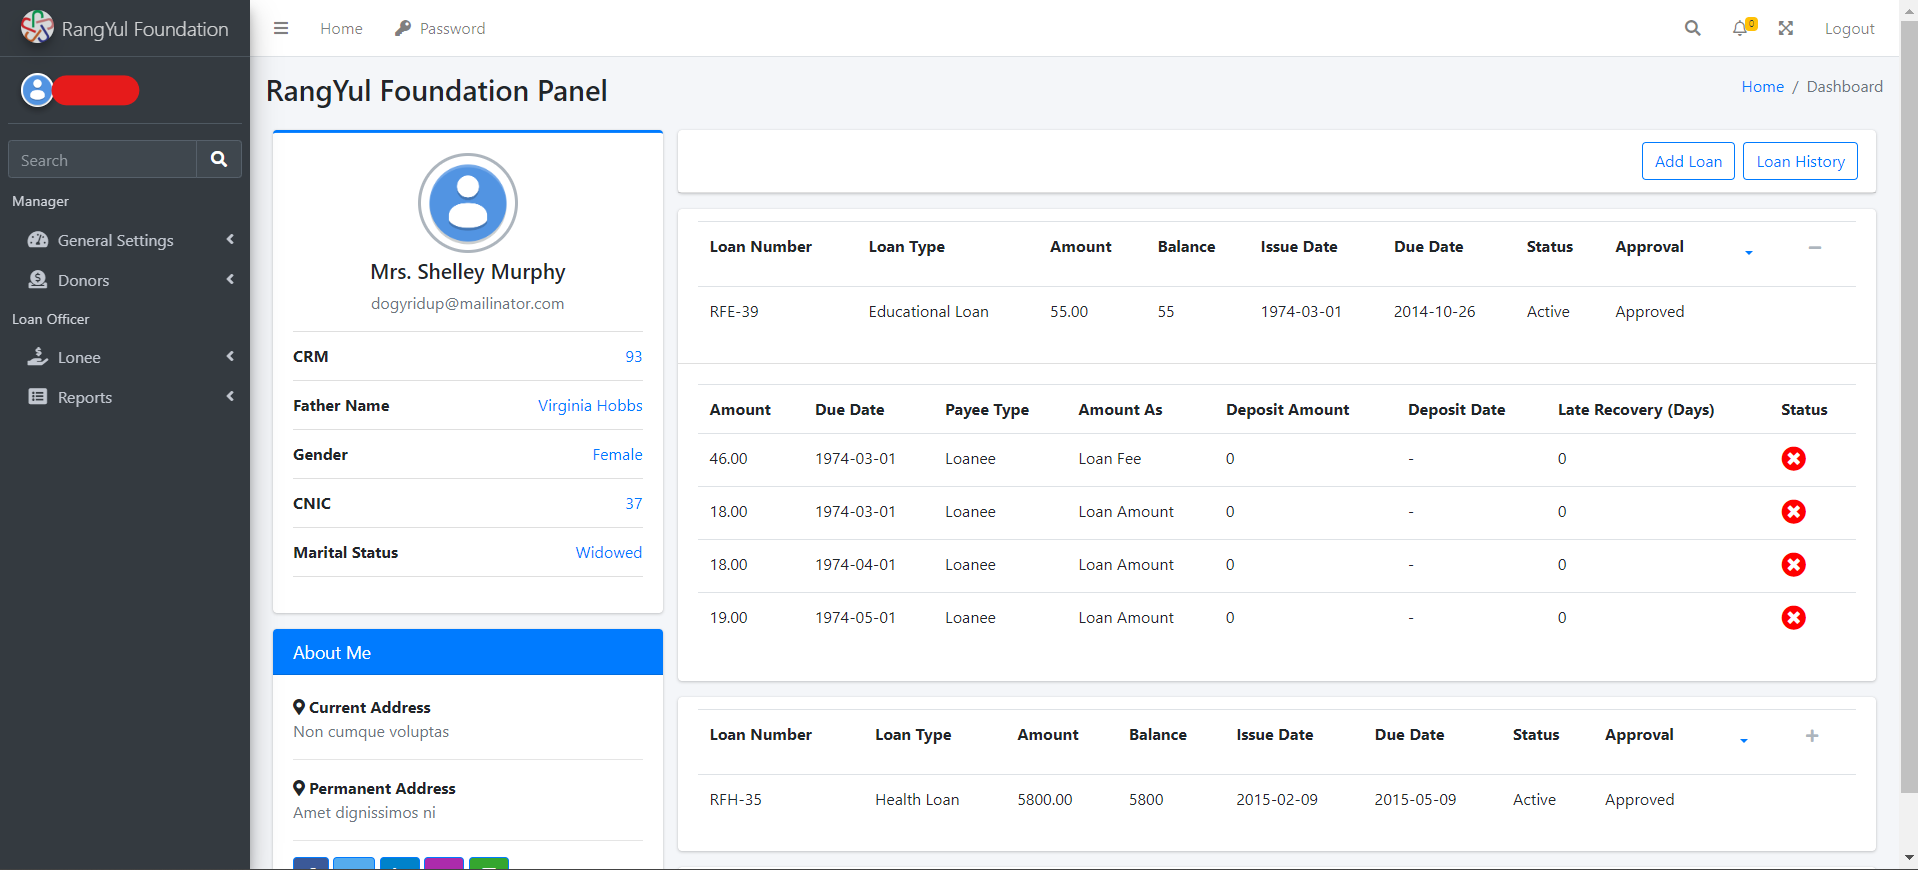 RangYul Foundation
Home
Password
0
Logout
RangYul Foundation Panel
Home / Dashboard
Search
Manager
General Settings
Donors
Loan Officer
Lonee
Reports
Mrs. Shelley Murphy
dogyridup@mailinator.com
CRM 93
Father Name Virginia Hobbs
Gender Female
CNIC 37
Marital Status Widowed
About Me
Current Address
Non cumque voluptas
Permanent Address
Amet dignissimos ni
Add Loan Loan History
Loan Number Loan Type Amount Balance Issue Date Due Date Status Approval
RFE-39 Educational Loan 55.00 55 1974-03-01 2014-10-26 Active Approved
Amount Due Date Payee Type Amount As Deposit Amount Deposit Date Late Recovery (Days) Status
46.00 1974-03-01 Loanee Loan Fee 0 - 0
18.00 1974-03-01 Loanee Loan Amount 0 - 0
18.00 1974-04-01 Loanee Loan Amount 0 - 0
19.00 1974-05-01 Loanee Loan Amount 0 - 0
Loan Number Loan Type Amount Balance Issue Date Due Date Status Approval
RFH-35 Health Loan 5800.00 5800 2015-02-09 2015-05-09 Active Approved